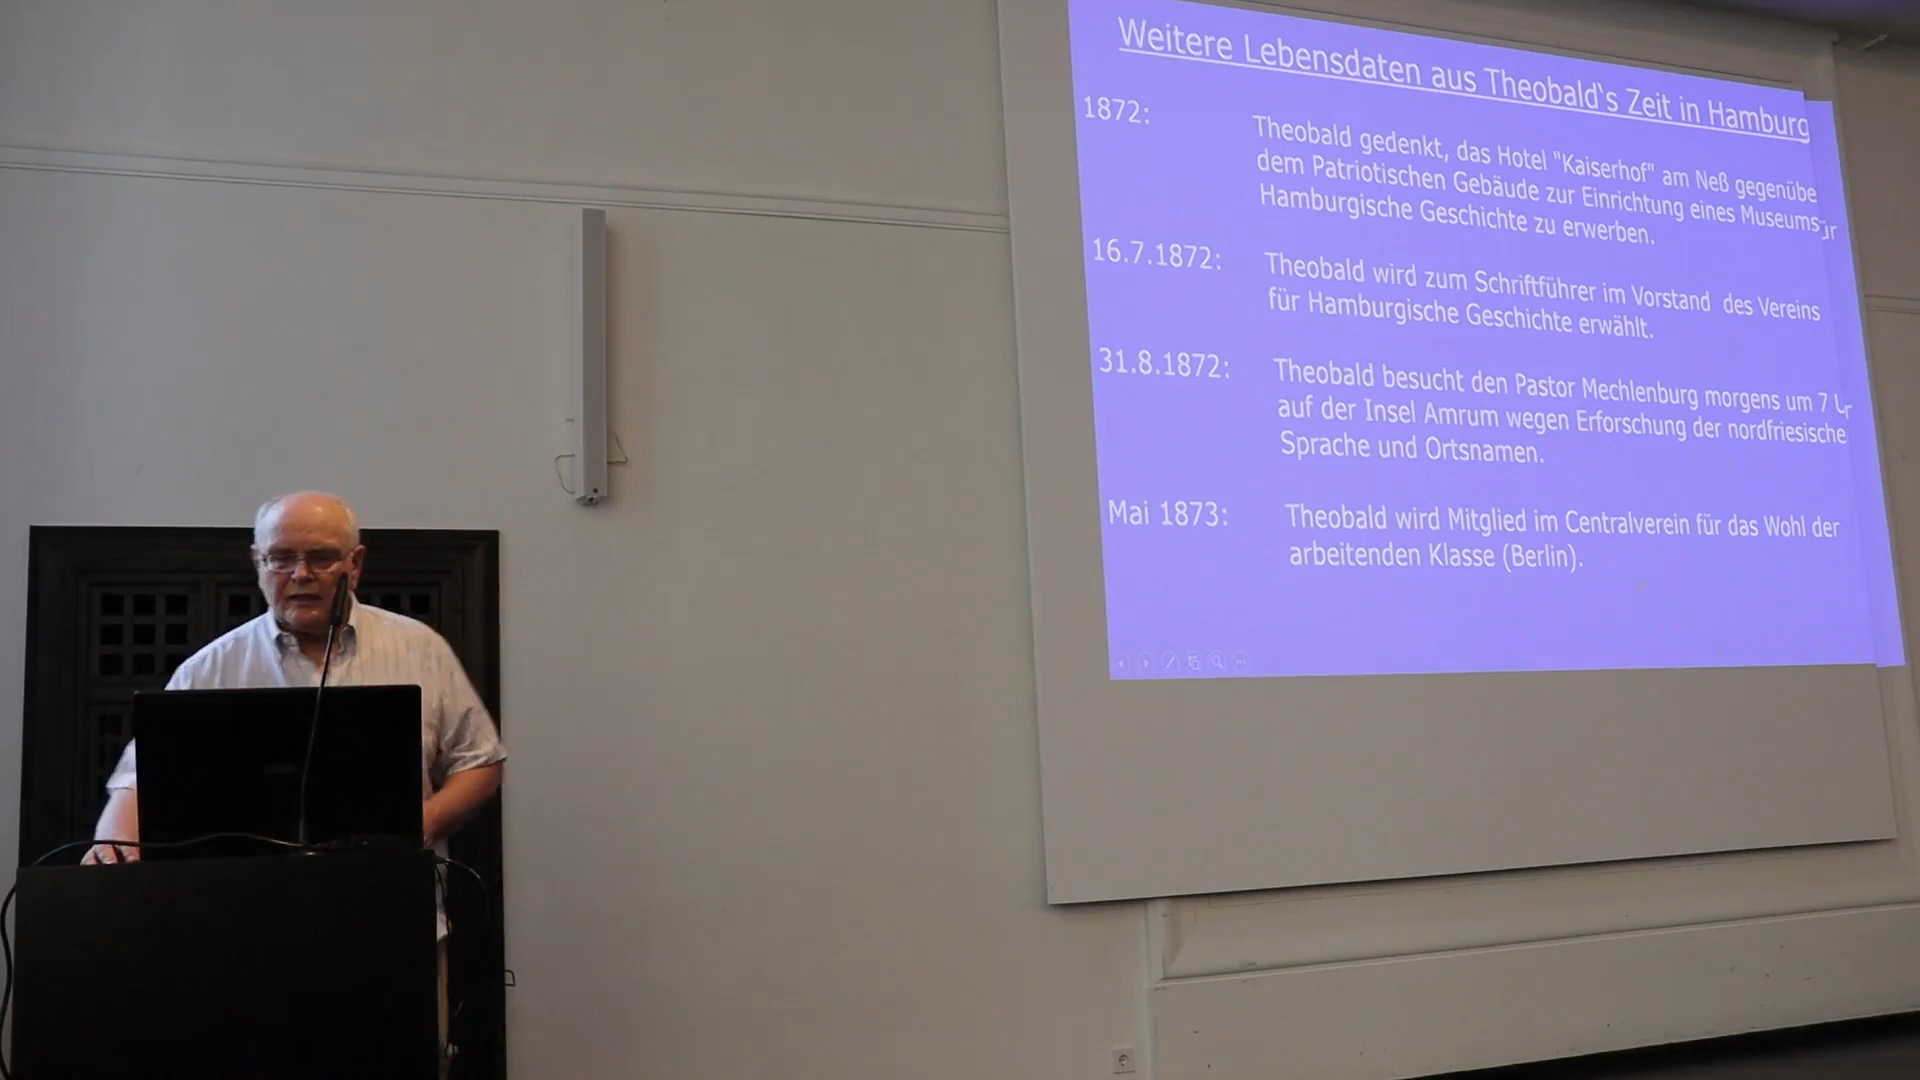 Weitere Lebensdaten aus Theobald`s Zeit in Hamburg
1872:
Theobald gedenkt, das Hotel "Kaiserhof" am Neß gegenübe
dem Patriotischen Gebäude zur Einrichtung eines Museums
Hamburgische Geschichte zu erwerben.
16.7.1872:
Theobald wird zum Schriftführer im Vorstand des Vereins
für Hamburgische Geschichte erwählt.
31.8.1872:
Theobald besucht den Pastor Mechlenburg morgens um 7
auf der Insel Amrum wegen Erforschung der nordfriesische
Sprache und Ortsnamen.
Mai 1873:
Theobald wird Mitglied im Centralverein für das Wohl der
arbeitenden Klasse (Berlin).